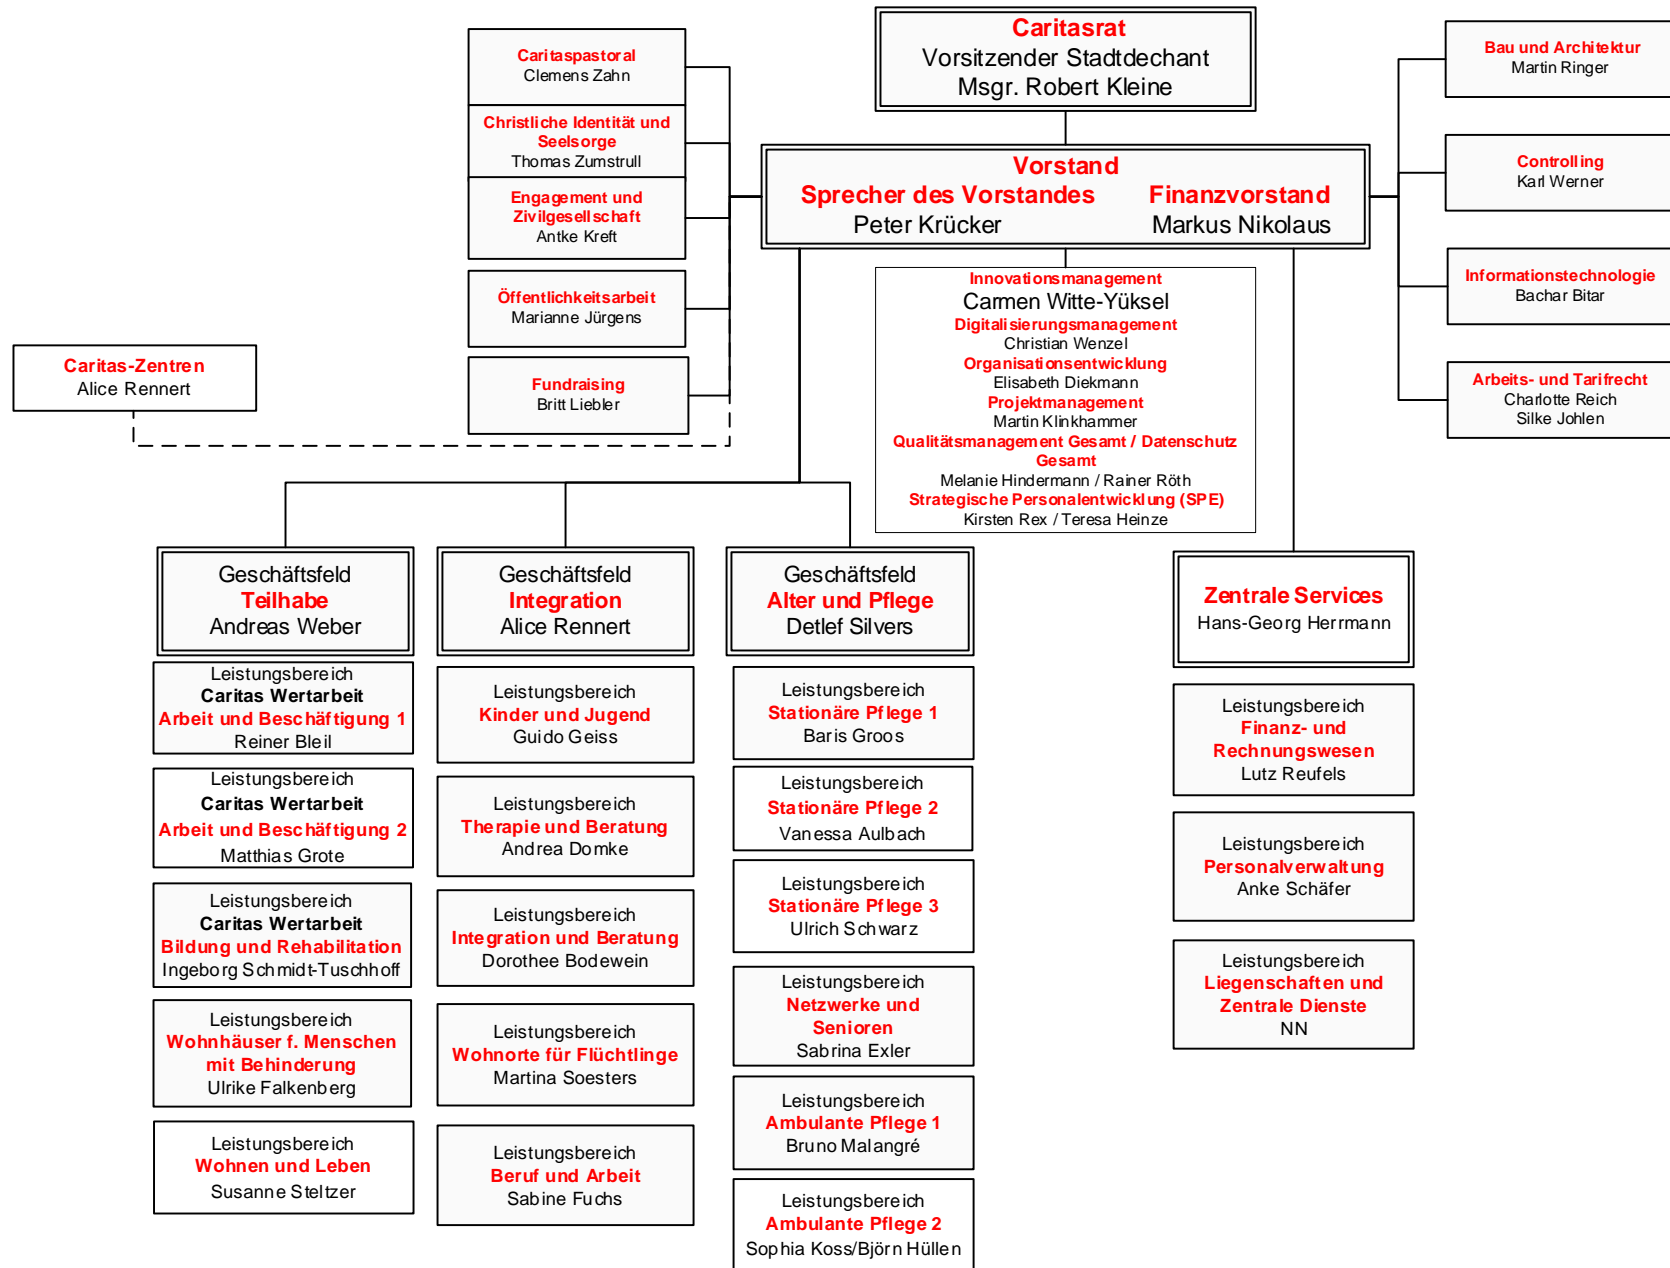 Caritasrat
Vorsitzender Stadtdechant
Msgr. Robert Kleine
Caritaspastoral
Clemens Zahn
Christliche Identität und
Seelsorge
Thomas Zumstrull
Engagement und
Zivilgesellschaft
Antke Kreft
Öffentlichkeitsarbeit
Marianne Jürgens
Fundraising
Britt Liebler
Caritas-Zentren
Alice Rennert
Vorstand
Sprecher des Vorstandes Finanzvorstand
Peter Krücker Markus Nikolaus
Bau und Architektur
Martin Ringer
Controlling
Karl Werner
Informationstechnologie
Bachar Bitar
Arbeits- und Tarifrecht
Charlotte Reich
Silke Johlen
Innovationsmanagement
Carmen Witte-Yüksel
Digitalisierungsmanagement
Christian Wenzel
Organisationsentwicklung
Elisabeth Diekmann
Projektmanagement
Martin Klinkhammer
Qualitätsmanagement Gesamt / Datenschutz
Gesamt
Melanie Hindermann / Rainer Röth
Strategische Personalentwicklung (SPE)
Kirsten Rex / Teresa Heinze
Geschäftsfeld
Teilhabe
Andreas Weber
Leistungsbereich
Caritas Wertarbeit
Arbeit und Beschäftigung 1
Reiner Bleil
Leistungsbereich
Caritas Wertarbeit
Arbeit und Beschäftigung 2
Matthias Grote
Leistungsbereich
Caritas Wertarbeit
Bildung und Rehabilitation
Ingeborg Schmidt-Tuschhoff
Leistungsbereich
Wohnhäuser f. Menschen
mit Behinderung
Ulrike Falkenberg
Leistungsbereich
Wohnen und Leben
Susanne Steltzer
Geschäftsfeld
Integration
Alice Rennert
Leistungsbereich
Kinder und Jugend
Guido Geiss
Leistungsbereich
Therapie und Beratung
Andrea Domke
Leistungsbereich
Integration und Beratung
Dorothee Bodewein
Leistungsbereich
Wohnorte für Flüchtlinge
Martina Soesters
Leistungsbereich
Beruf und Arbeit
Sabine Fuchs
Geschäftsfeld
Alter und Pflege
Detlef Silvers
Leistungsbereich
Stationäre Pflege 1
Baris Groos
Leistungsbereich
Stationäre Pflege 2
Vanessa Aulbach
Leistungsbereich
Stationäre Pflege 3
Ulrich Schwarz
Leistungsbereich
Netzwerke und
Senioren
Sabrina Exler
Leistungsbereich
Ambulante Pflege 1
Bruno Malangré
Leistungsbereich
Ambulante Pflege 2
Sophia Koss/Björn Hüllen
Zentrale Services
Hans-Georg Herrmann
Leistungsbereich
Finanz- und
Rechnungswesen
Lutz Reufels
Leistungsbereich
Personalverwaltung
Anke Schäfer
Leistungsbereich
Liegenschaften und
Zentrale Dienste
NN